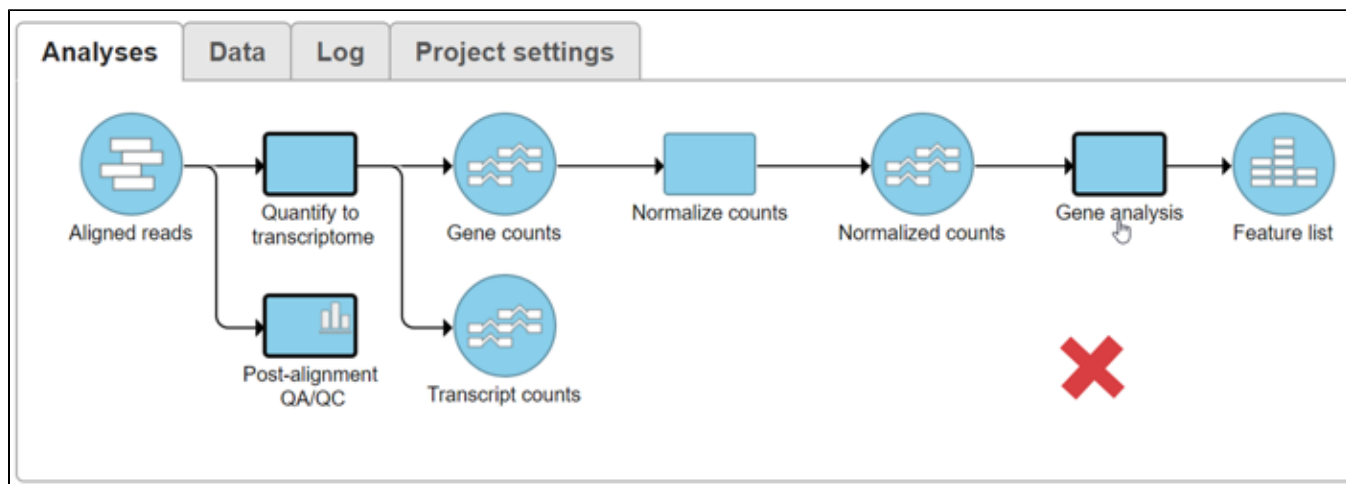 Analyses Data Log Project settings
Aligned reads
Quantify to
transcriptome
Gene counts
Normalize counts
Normalized counts
Gene analysis
Feature list
Post-alignment
QA/QC
Transcript counts